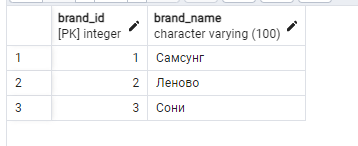 brand_id brand_name
[PK] integer character varying (100)
1 1 Самсунг
2 2 Леново
3 3 Сони